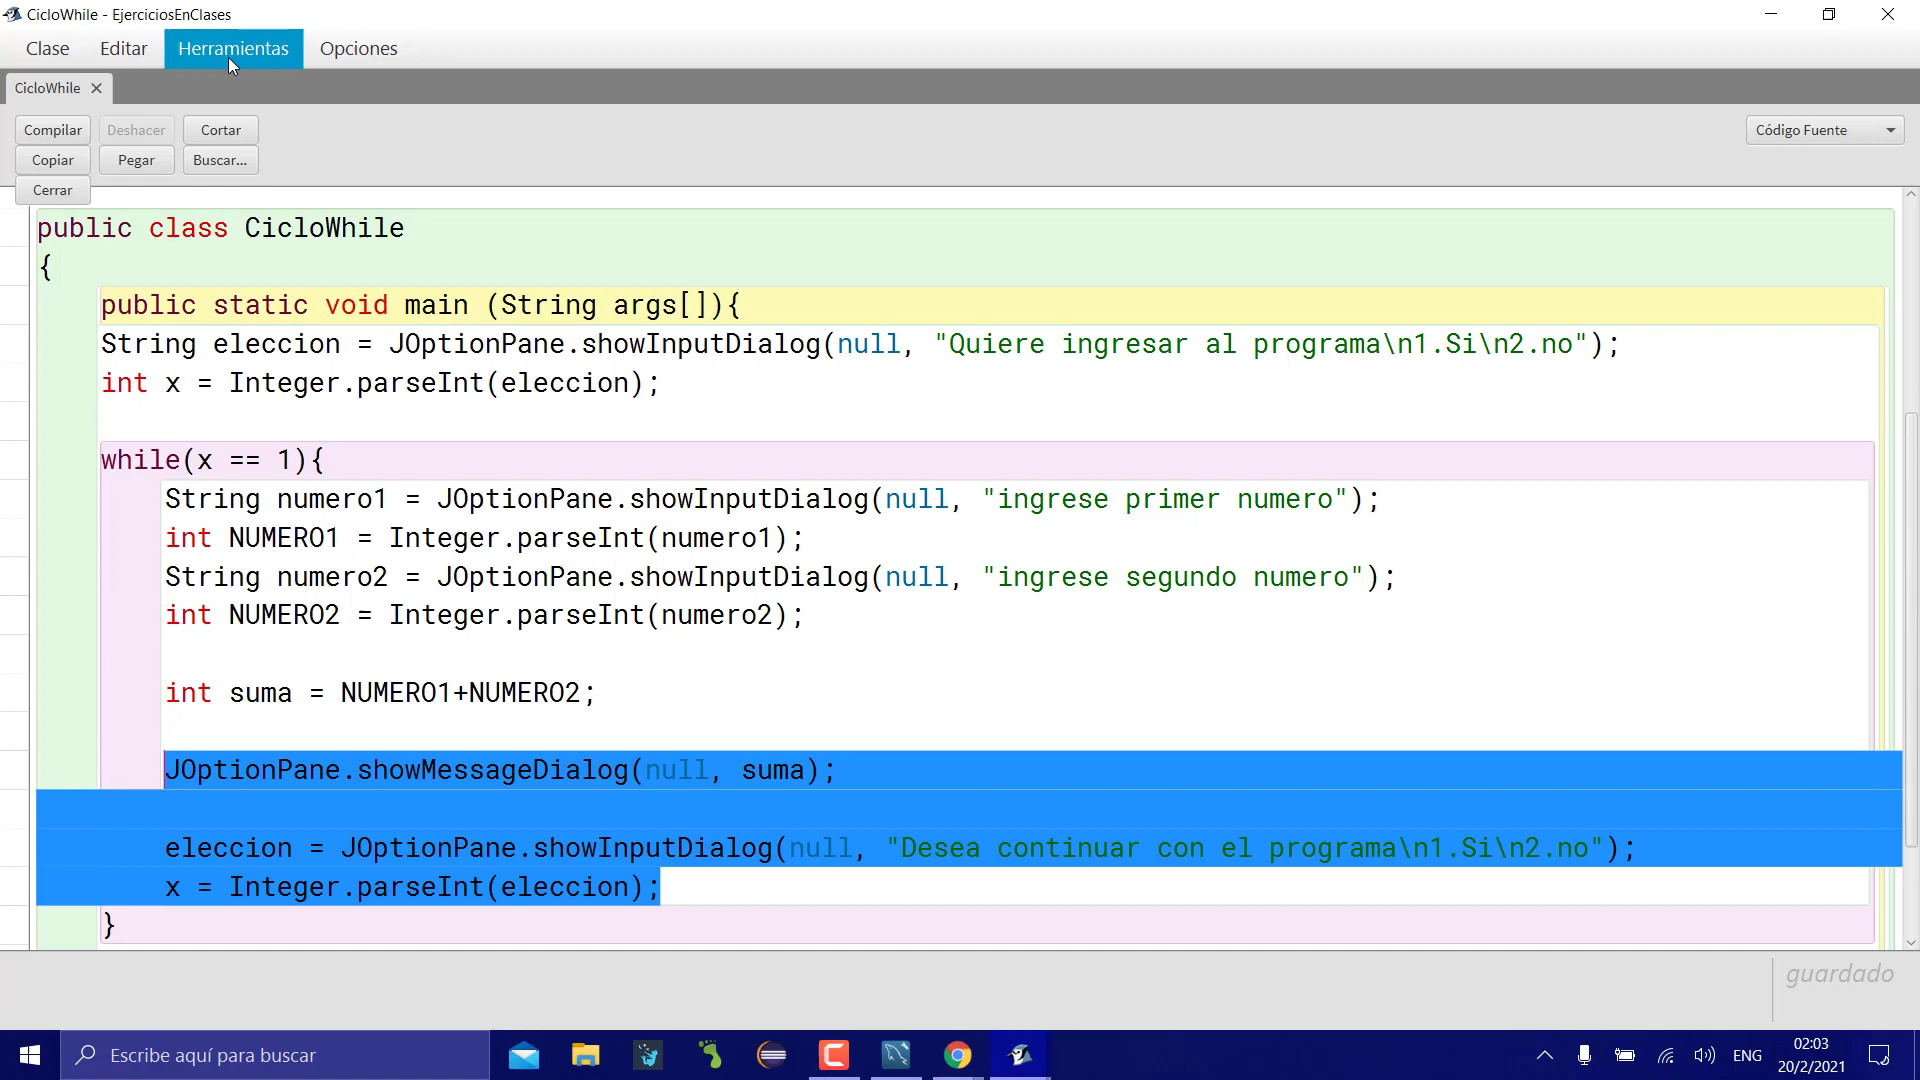 CicloWhile - EjerciciosEnClases
Clase Editar Herramientas Opciones
CicloWhile
Compilar Deshacer Cortar
Código Fuente
Copiar Pegar Buscar...
Cerrar
public class CicloWhile
{
public static void main (String args[]){
String eleccion = JOptionPane.showInputDialog(null, "Quiere ingresar al programa\n1.Si\n2.no");
int x = Integer.parseInt(eleccion);
while(x == 1){
String numero1 = JOptionPane.showInputDialog(null, "ingrese primer numero");
int NUMERO1 = Integer.parseInt(numero1);
String numero2 = JOptionPane.showInputDialog(null, "ingrese segundo numero");
int NUMERO2 = Integer.parseInt(numero2);
int suma = NUMERO1+NUMERO2;
JOptionPane.showMessageDialog(null, suma);
eleccion = JOptionPane.showInputDialog(null, "Desea continuar con el programa\n1.Si\n2.no");
x = Integer.parseInt(eleccion);
}
guardado
Escribe aquí para buscar
ENG
02:03
20/2/2021